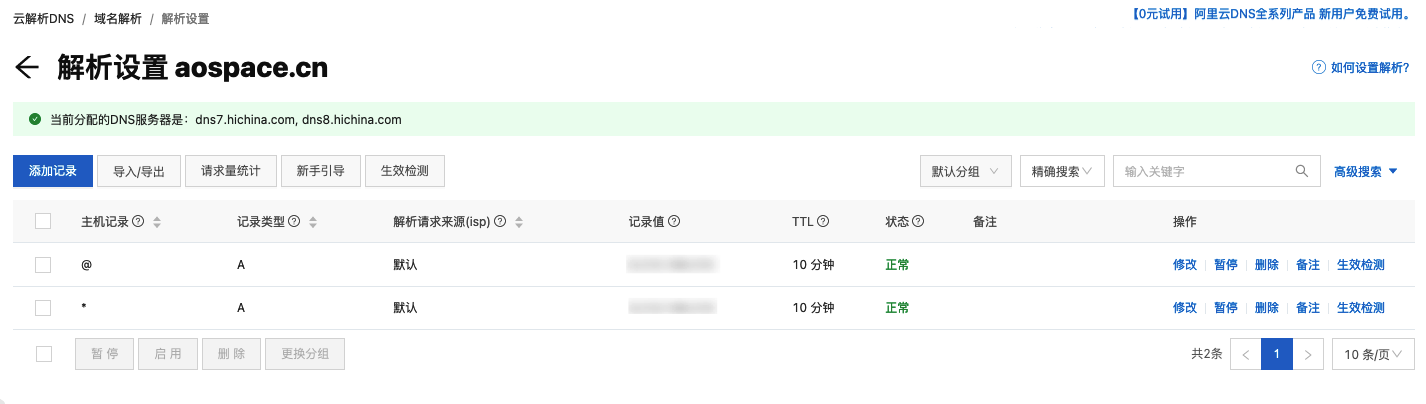 云解析DNS / 域名解析 / 解析设置
【0元试用】阿里云DNS全系列产品 新用户免费试用。
解析设置 aospace.cn
如何设置解析?
当前分配的DNS服务器是：dns7.hichina.com, dns8.hichina.com
添加记录 导入/导出 请求量统计 新手引导 生效检测 默认分组 精确搜索 输入关键字 高级搜索
主机记录 记录类型 解析请求来源(isp) 记录值 TTL 状态 备注 操作
@ A 默认 10 分钟 正常 修改 暂停 删除 备注 生效检测
* A 默认 10 分钟 正常 修改 暂停 删除 备注 生效检测
暂 停 启 用 删 除 更换分组 共2条 1 10 条/页